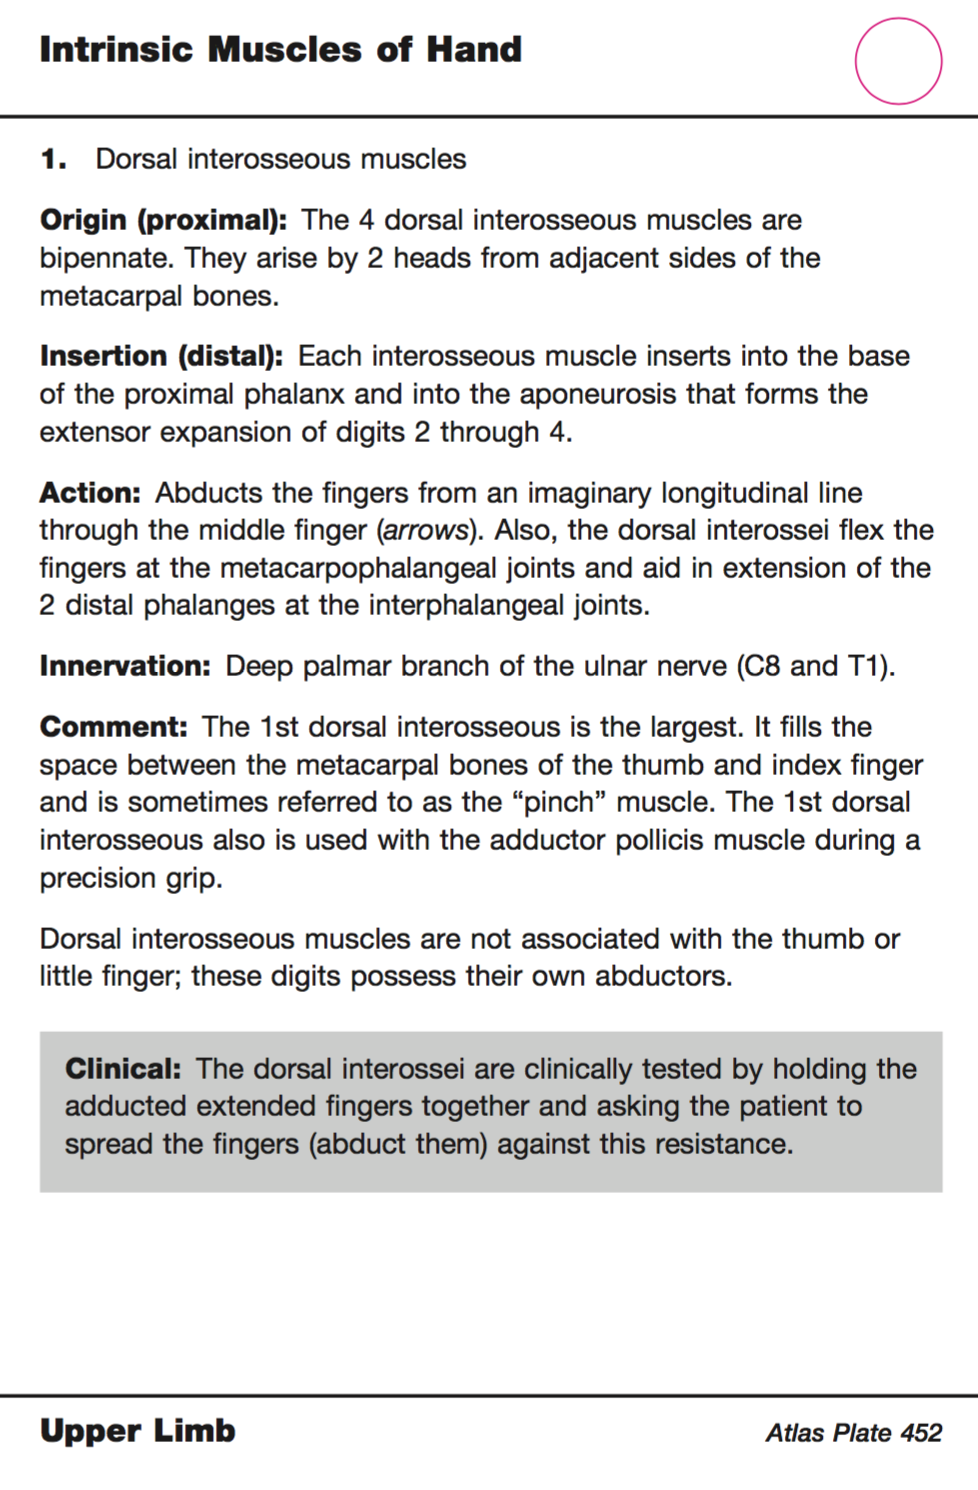 Intrinsic Muscles of Hand
1. Dorsal interosseous muscles
Origin (proximal): The 4 dorsal interosseous muscles are
bipennate. They arise by 2 heads from adjacent sides of the
metacarpal bones.
Insertion (distal): Each interosseous muscle inserts into the base
of the proximal phalanx and into the aponeurosis that forms the
extensor expansion of digits 2 through 4.
Action: Abducts the fingers from an imaginary longitudinal line
through the middle finger (arrows). Also, the dorsal interossei flex the
fingers at the metacarpophalangeal joints and aid in extension of the
2 distal phalanges at the interphalangeal joints.
Innervation: Deep palmar branch of the ulnar nerve (C8 and T1).
Comment: The 1st dorsal interosseous is the largest. It fills the
space between the metacarpal bones of the thumb and index finger
and is sometimes referred to as the “pinch” muscle. The 1st dorsal
interosseous also is used with the adductor pollicis muscle during a
precision grip.
Dorsal interosseous muscles are not associated with the thumb or
little finger; these digits possess their own abductors.
Clinical: The dorsal interossei are clinically tested by holding the
adducted extended fingers together and asking the patient to
spread the fingers (abduct them) against this resistance.
Upper Limb
Atlas Plate 452